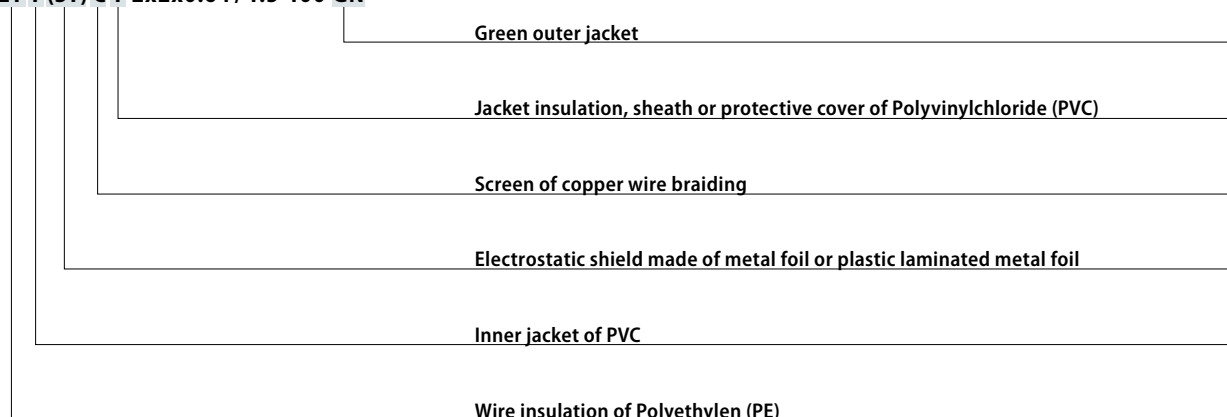 Green outer jacket
Jacket insulation, sheath or protective cover of Polyvinylchloride (PVC)
Screen of copper wire braiding
Electrostatic shield made of metal foil or plastic laminated metal foil
Inner jacket of PVC
Wire insulation of Polyethylen (PE)